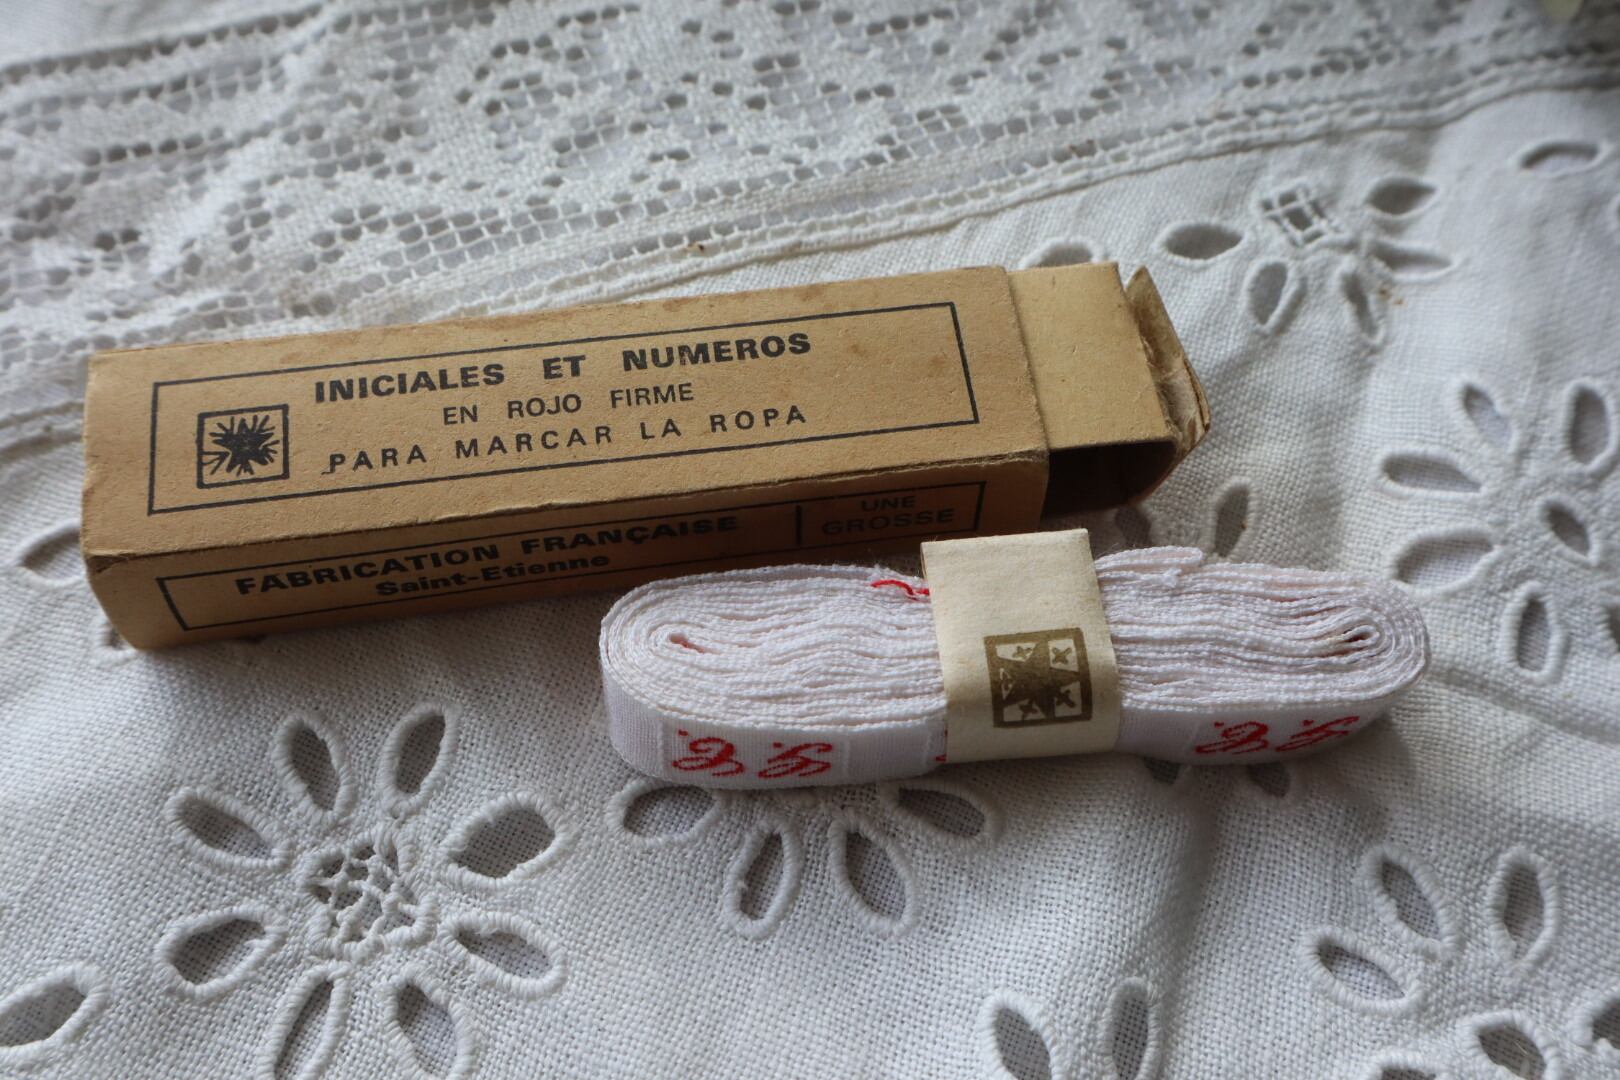 INICIALES ET NUMEROS
EN ROJO FIRME
PARA MARCAR LA ROPA
FABRICATION FRANÇAISE
Saint-Etienne
UNE
GROSSE